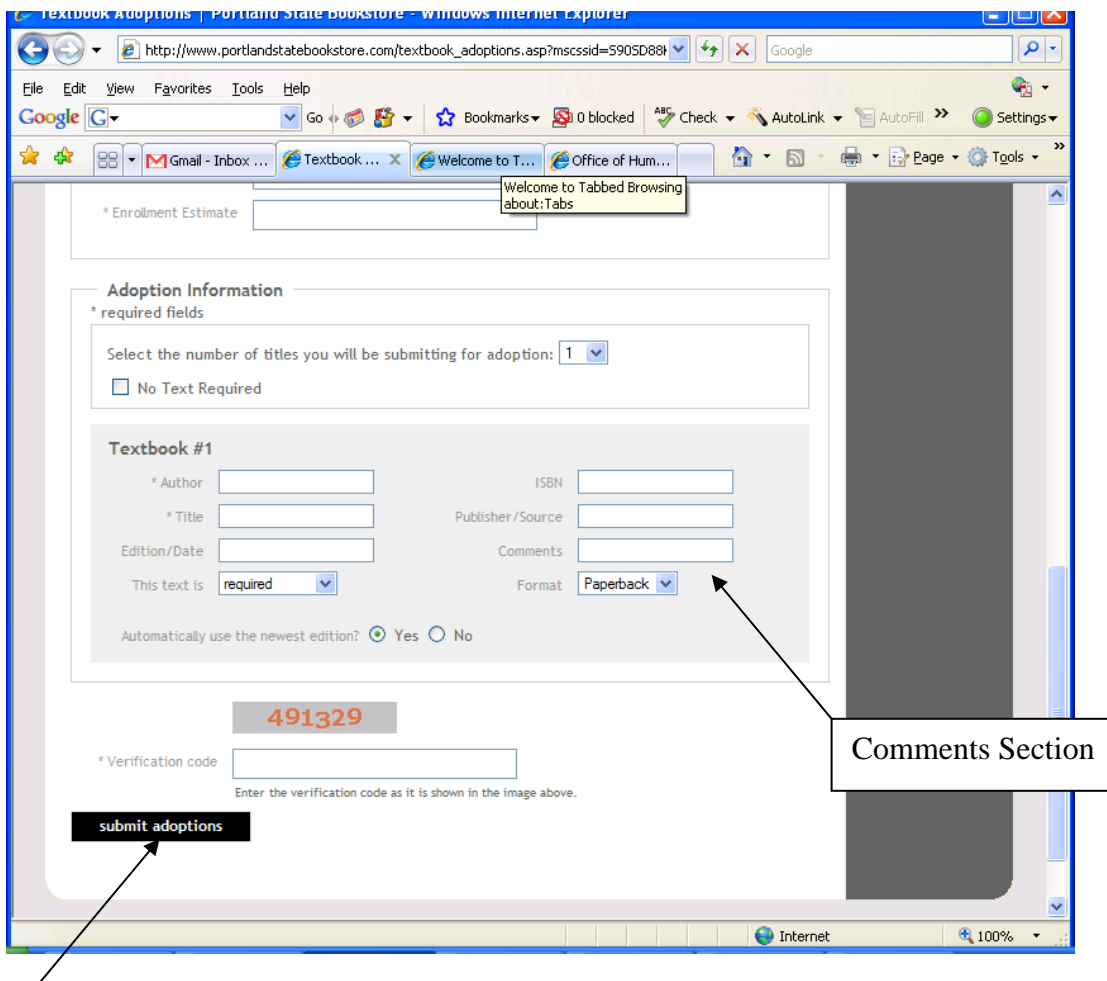 Textbook Adoptions | Portland State Bookstore - Windows Internet Explorer
http://www.portlandstatebookstore.com/textbook_adoptions.asp?mscssid=S905D88
Google
File Edit View Favorites Tools Help
Google G Go Bookmarks 0 blocked ABC Check AutoLink AutoFill >> Settings
Gmail - Inbox ... Textbook ... X Welcome to T... Office of Hum... Page Tools >>
Welcome to Tabbed Browsing
about:Tabs
* Enrollment Estimate
Adoption Information
* required fields
Select the number of titles you will be submitting for adoption: 1
No Text Required
Textbook #1
* Author ISBN
* Title Publisher/Source
Edition/Date Comments
This text is required Format Paperback
Automatically use the newest edition? Yes No
491329
Comments Section
* Verification code
Enter the verification code as it is shown in the image above.
submit adoptions
Internet 100%